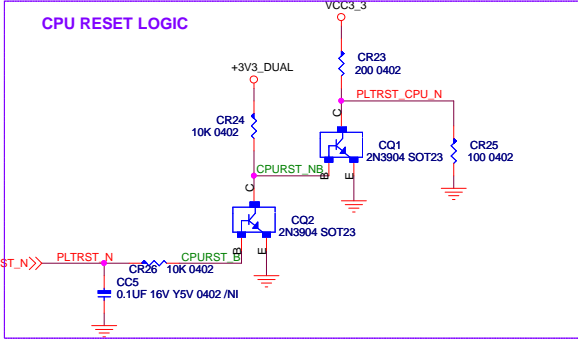 VCC3_3
CPU RESET LOGIC
CR23
200 0402
+3V3_DUAL
PLTRST_CPU_N
C
CR24
10K 0402
CQ1
2N3904 SOT23
CR25
100 0402
CPURST_NB
B
E
C
CQ2
2N3904 SOT23
B
E
ST_N
PLTRST_N
CPURST_B
CR26 10K 0402
CC5
0.1UF 16V Y5V 0402 /NI